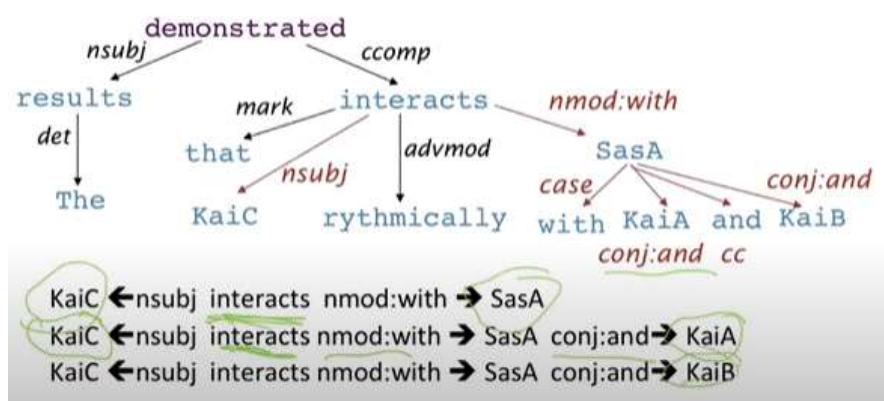 demonstrated
nsubj ccomp
results mark interacts nmod:with
det that nsubj advmod SasA
The KaiC rythmically case conj:and
with KaiA and KaiB
conj:and cc
KaiC ←nsubj interacts nmod:with → SasA
KaiC ←nsubj interacts nmod:with → SasA conj:and→ KaiA
KaiC ←nsubj interacts nmod:with → SasA conj:and→ KaiB